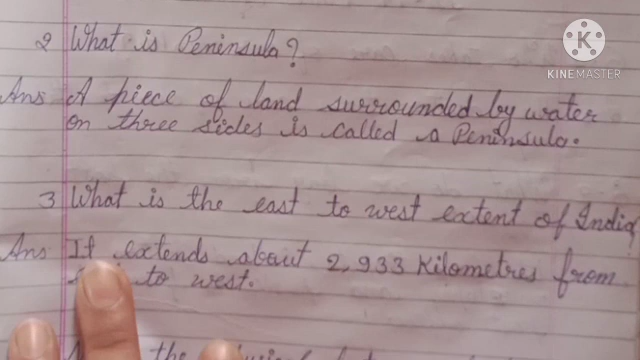 K
KINEMASTER
2 What is Peninsula?
Ans A piece of land surrounded by water
on three sides is called a Peninsula.
3 What is the east to west extent of India
Ans It extends about 2,933 Kilometres from
to west.
the